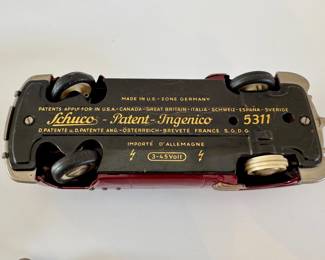 MADE IN U.S.-ZONE GERMANY
PATENTS APPLY FOR IN U.S.A.-CANADA-GREAT BRITAIN-ITALIA-SCHWEIZ-ESPAÑA-SVERIGE
Schuco - Patent - Ingenico 5311
D.PATENTE u. D.PATENTE ANG.-ÖSTERREICH-BREVETÉ FRANCE S.G.D.G.
IMPORTÉ D'ALLEMAGNE
3-4,5 Volt